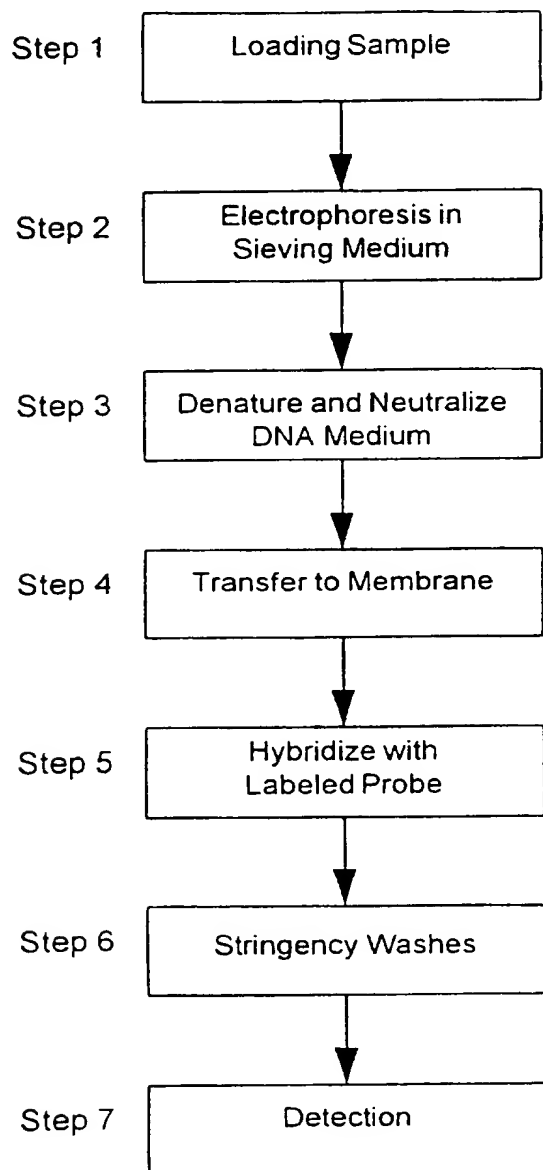 Step 1
Loading Sample
Step 2
Electrophoresis in
Sieving Medium
Step 3
Denature and Neutralize
DNA Medium
Step 4
Transfer to Membrane
Step 5
Hybridize with
Labeled Probe
Step 6
Stringency Washes
Step 7
Detection